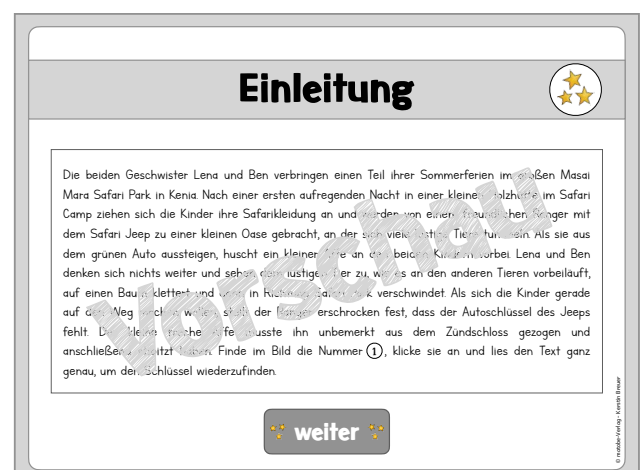 Einleitung
Die beiden Geschwister Lena und Ben verbringen einen Teil ihrer Sommerferien im großen Masai
Mara Safari Park in Kenia. Nach einer ersten aufregenden Nacht in einer kleinen Holzhütte im Safari
Camp ziehen sich die Kinder ihre Safarikleidung an und werden von einem freundlichen Ranger mit
dem Safari Jeep zu einer kleinen Oase gebracht, an der sich viele lustige Tiere tummeln. Als sie aus
dem grünen Auto aussteigen, huscht ein kleiner Affe an den beiden Kindern vorbei. Lena und Ben
denken sich nichts weiter und sehen dem lustigen Tier zu, wie es an den anderen Tieren vorbeiläuft,
auf einen Baum klettert und dann in Richtung Safari Park verschwindet. Als sich die Kinder gerade
auf den Weg machen wollen, stellt der Ranger erschrocken fest, dass der Autoschlüssel des Jeeps
fehlt. Der kleine freche Affe musste ihn unbemerkt aus dem Zündschloss gezogen und
anschließend stibitzt haben. Finde im Bild die Nummer 1, klicke sie an und lies den Text ganz
genau, um den Schlüssel wiederzufinden.
weiter
Vorschau
© mutabe-Verlag - Kerstin Breuer